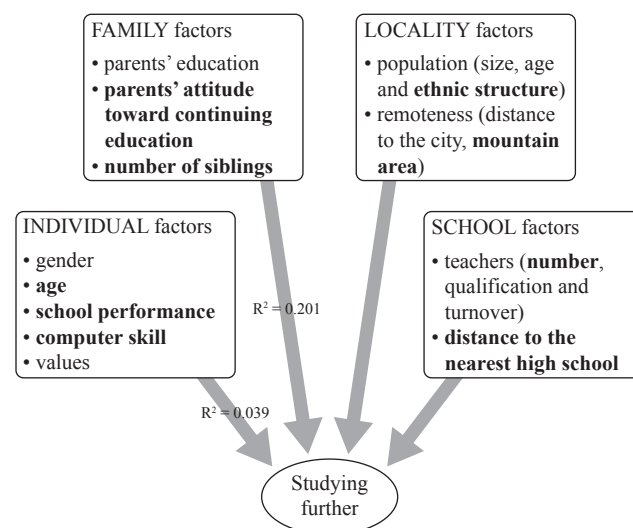 FAMILY factors
• parents’ education
• parents’ attitude
toward continuing
education
• number of siblings
LOCALITY factors
• population (size, age
and ethnic structure)
• remoteness (distance
to the city, mountain
area)
INDIVIDUAL factors
• gender
• age
• school performance
• computer skill
• values
SCHOOL factors
• teachers (number,
qualification and
turnover)
• distance to the
nearest high school
R² = 0.201
R² = 0.039
Studying
further